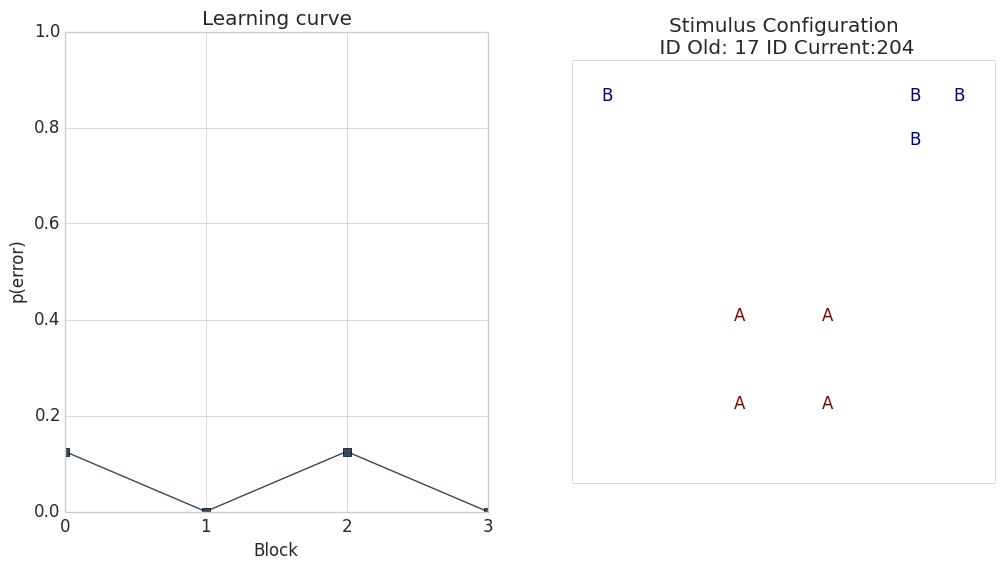 Learning curve
1.0
0.8
0.6
0.4
0.2
0.0
p(error)
0 1 2 3
Block
Stimulus Configuration
ID Old: 17 ID Current:204
B B B
B
A A
A A